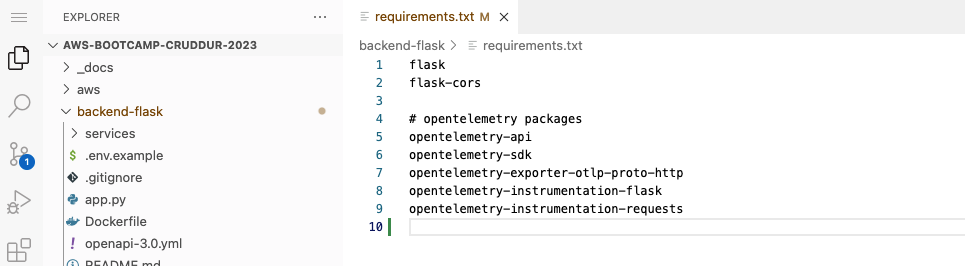 EXPLORER
AWS-BOOTCAMP-CRUDDUR-2023
_docs
aws
backend-flask
services
$ .env.example
.gitignore
app.py
Dockerfile
! openapi-3.0.yml
README.md
1
requirements.txt M
backend-flask > requirements.txt
1 flask
2 flask-cors
3
4 # opentelemetry packages
5 opentelemetry-api
6 opentelemetry-sdk
7 opentelemetry-exporter-otlp-proto-http
8 opentelemetry-instrumentation-flask
9 opentelemetry-instrumentation-requests
10